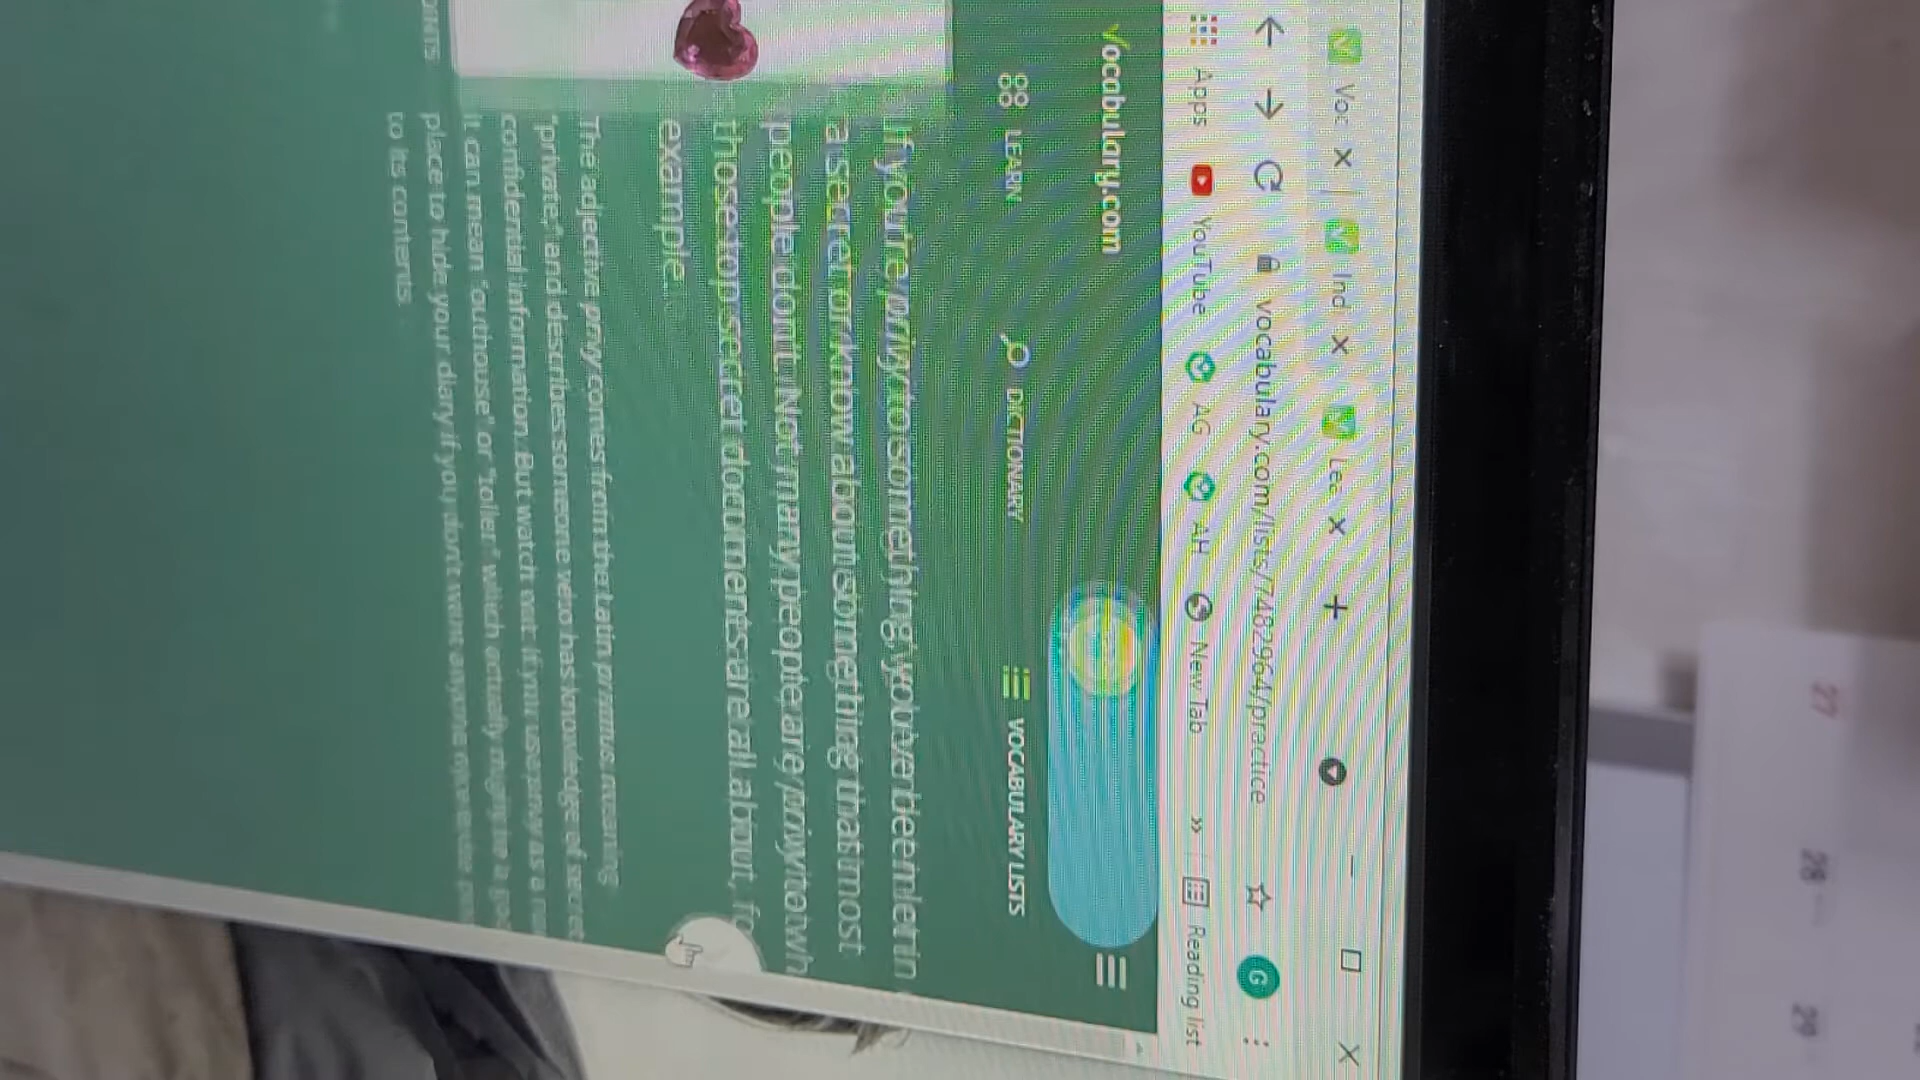 Voc
Ind
Lec
vocabulary.com/lists/7482964/practice
G
Apps
YouTube
AG
AH
New Tab
»
Reading list
Vocabulary.com
LEARN
DICTIONARY
VOCABULARY LISTS
If you're privy to something, you've been let in
a secret or know about something that most
people don't. Not many people are privy to wh
those top-secret documents are all about, fo
example.
The adjective privy comes from the Latin privus, meaning
"private," and describes someone who has knowledge of secret
confidential information. But watch out: if you use privy as a
it can mean "outhouse" or "toilet," which actually might be a
place to hide your diary if you don't want anyone
to its contents.
27
28
29